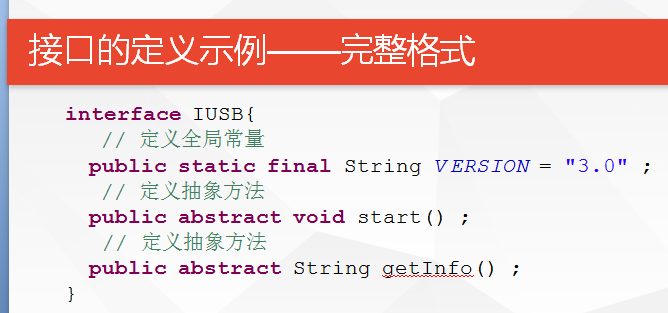 接口的定义示例——完整格式
interface IUSB{
// 定义全局常量
public static final String VERSION = "3.0" ;
// 定义抽象方法
public abstract void start() ;
// 定义抽象方法
public abstract String getInfo() ;
}